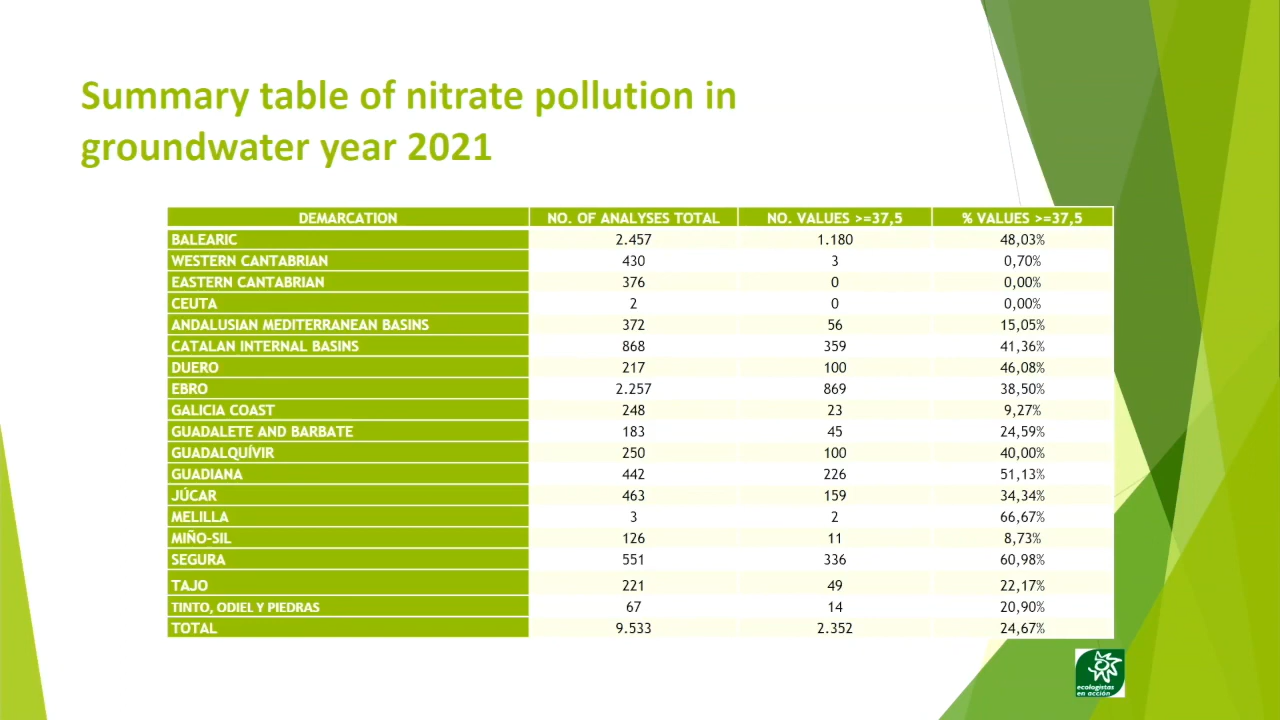 Summary table of nitrate pollution in
groundwater year 2021
DEMARCATION NO. OF ANALYSES TOTAL NO. VALUES >=37,5 % VALUES >=37,5
BALEARIC 2.457 1.180 48,03%
WESTERN CANTABRIAN 430 3 0,70%
EASTERN CANTABRIAN 376 0 0,00%
CEUTA 2 0 0,00%
ANDALUSIAN MEDITERRANEAN BASINS 372 56 15,05%
CATALAN INTERNAL BASINS 868 359 41,36%
DUERO 217 100 46,08%
EBRO 2.257 869 38,50%
GALICIA COAST 248 23 9,27%
GUADALETE AND BARBATE 183 45 24,59%
GUADALQUÍVIR 250 100 40,00%
GUADIANA 442 226 51,13%
JÚCAR 463 159 34,34%
MELILLA 3 2 66,67%
MIÑO-SIL 126 11 8,73%
SEGURA 551 336 60,98%
TAJO 221 49 22,17%
TINTO, ODIEL Y PIEDRAS 67 14 20,90%
TOTAL 9.533 2.352 24,67%
ecologistas
en acción